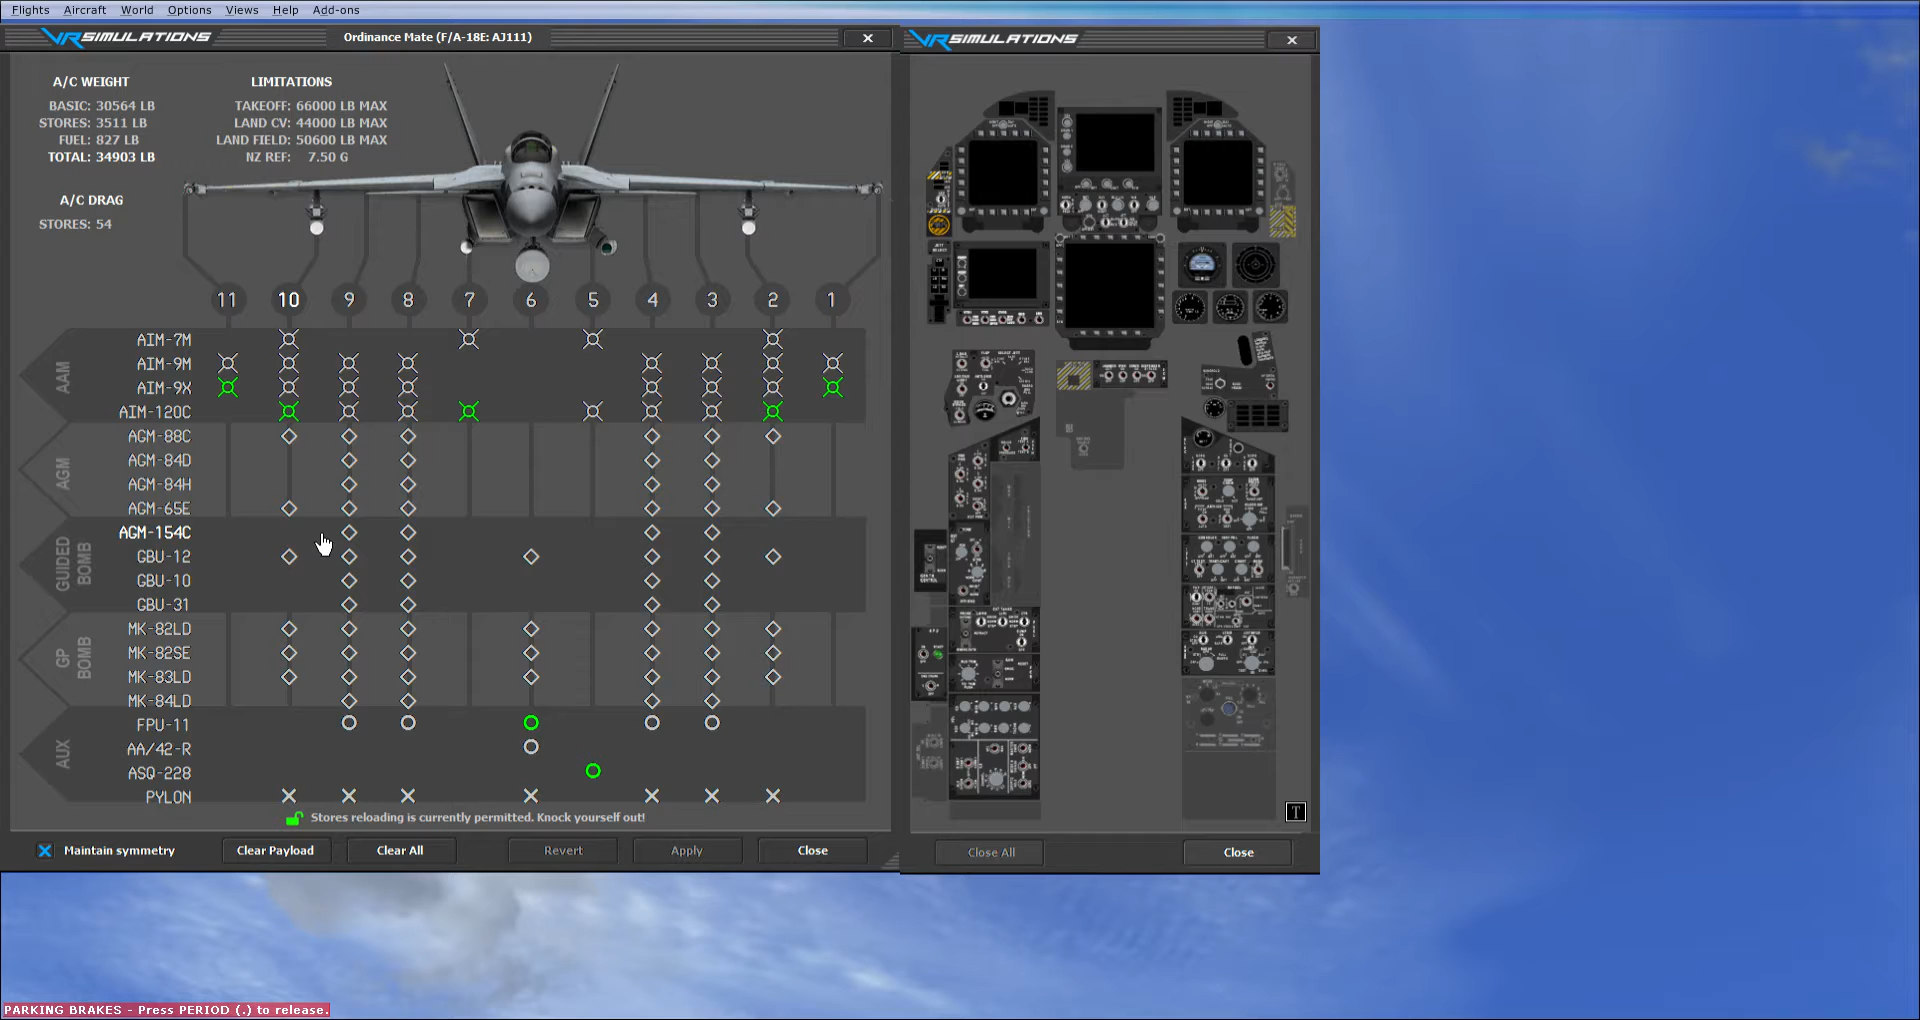 Flights Aircraft World Options Views Help Add-ons
VRSIMULATIONS
Ordinance Mate (F/A-18E: AJ111)
VRSIMULATIONS
A/C WEIGHT
BASIC: 30564 LB
STORES: 3511 LB
FUEL: 827 LB
TOTAL: 34903 LB
LIMITATIONS
TAKEOFF: 66000 LB MAX
LAND CV: 44000 LB MAX
LAND FIELD: 50600 LB MAX
NZ REF: 7.50 G
A/C DRAG
STORES: 54
11 10 9 8 7 6 5 4 3 2 1
AAM
AIM-7M
AIM-9M
AIM-9X
AIM-120C
AGM
AGM-88C
AGM-84D
AGM-84H
AGM-65E
GUIDED
BOMB
AGM-154C
GBU-12
GBU-10
GBU-31
GP
BOMB
MK-82LD
MK-82SE
MK-83LD
MK-84LD
AUX
FPU-11
AA/42-R
ASQ-228
PYLON
Stores reloading is currently permitted. Knock yourself out!
Maintain symmetry
Clear Payload
Clear All
Revert
Apply
Close
T
Close All
Close
PARKING BRAKES - Press PERIOD (.) to release.